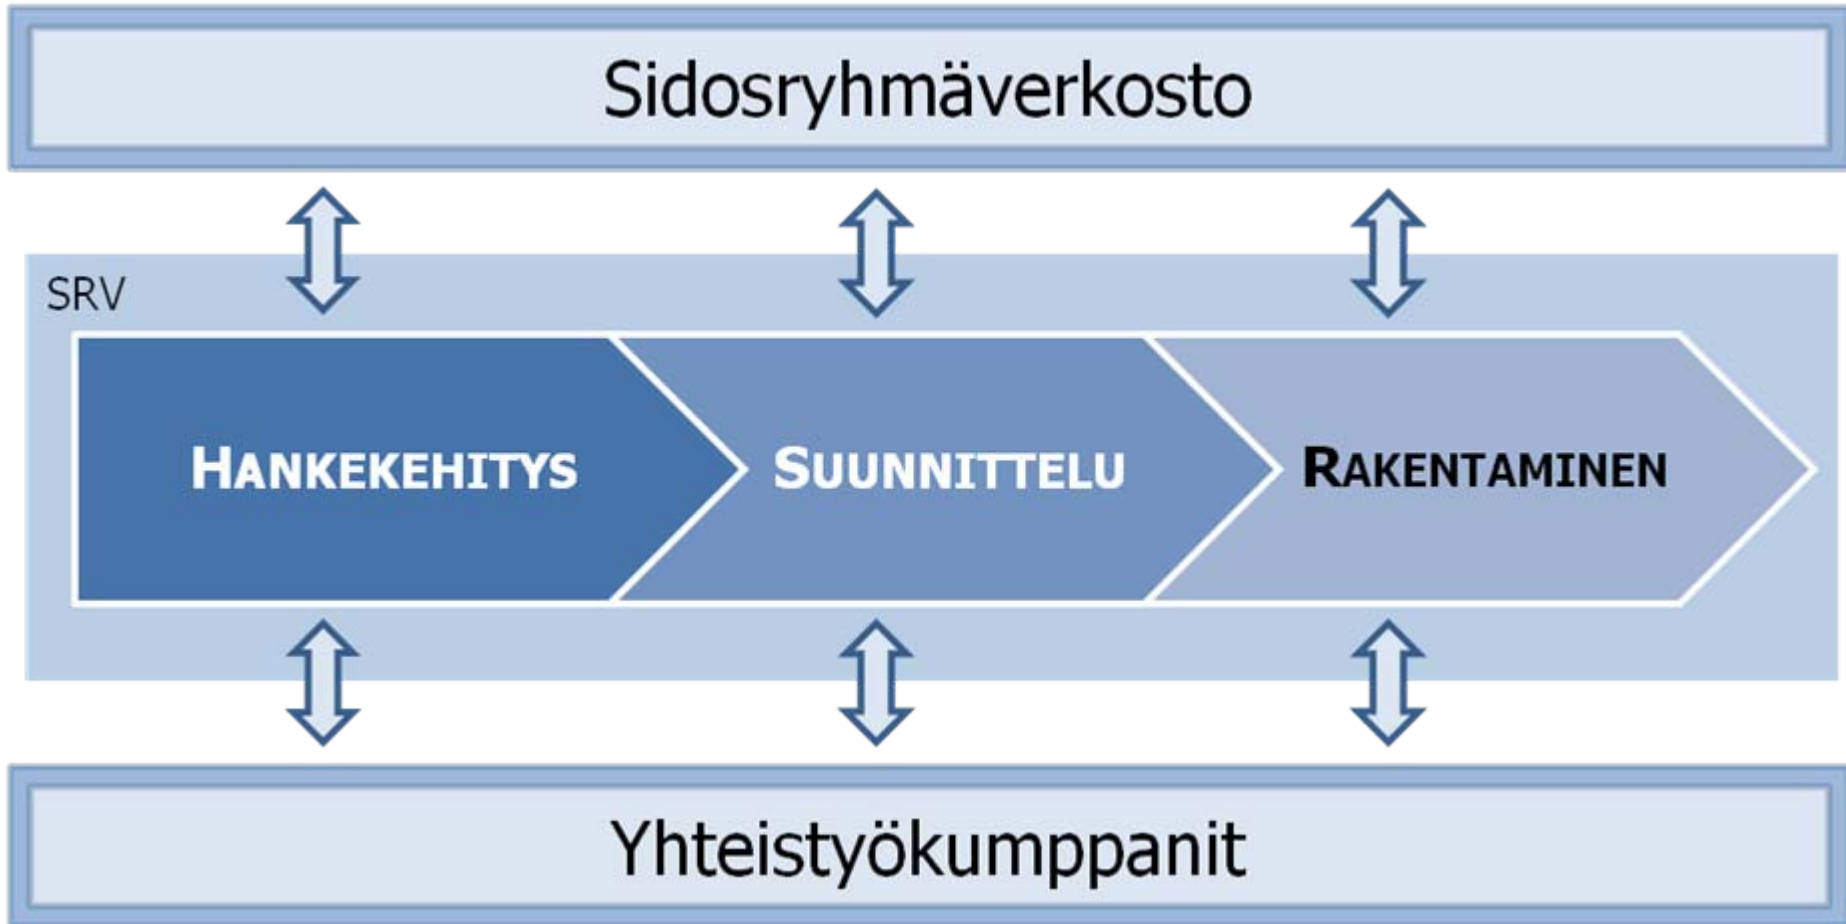 Sidosryhmäverkosto
SRV
HANKEKEHITYS
SUUNNITTELU
RAKENTAMINEN
Yhteistyökumppanit